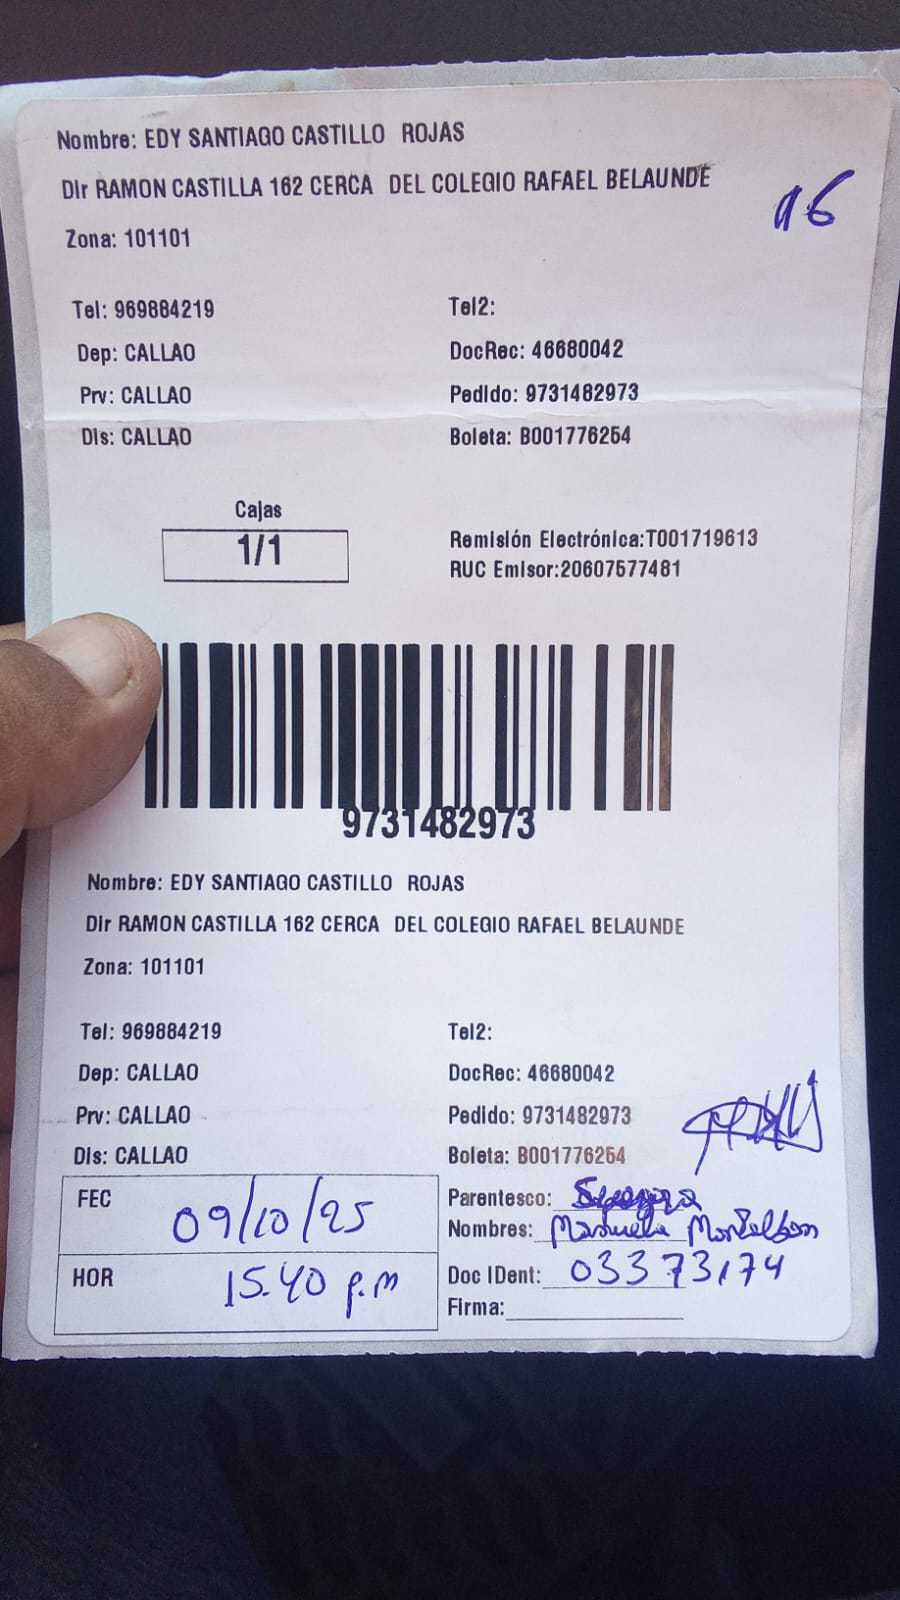 Nombre: EDY SANTIAGO CASTILLO ROJAS
Dir RAMON CASTILLA 162 CERCA DEL COLEGIO RAFAEL BELAUNDE
Zona: 101101
Tel: 969884219 Tel2:
Dep: CALLAO DocRec: 46680042
Prv: CALLAO Pedido: 9731482973
Dis: CALLAO Boleta: B001776254
Cajas
1/1
Remisión Electrónica:T001719613
RUC Emisor:20607577481
9731482973
Nombre: EDY SANTIAGO CASTILLO ROJAS
Dir RAMON CASTILLA 162 CERCA DEL COLEGIO RAFAEL BELAUNDE
Zona: 101101
Tel: 969884219 Tel2:
Dep: CALLAO DocRec: 46680042
Prv: CALLAO Pedido: 9731482973
Dis: CALLAO Boleta: B001776254
FEC 09/10/25
HOR 15.40 p.m
Parentesco:
Nombres: Manuela
Doc IDent: 03373174
Firma: